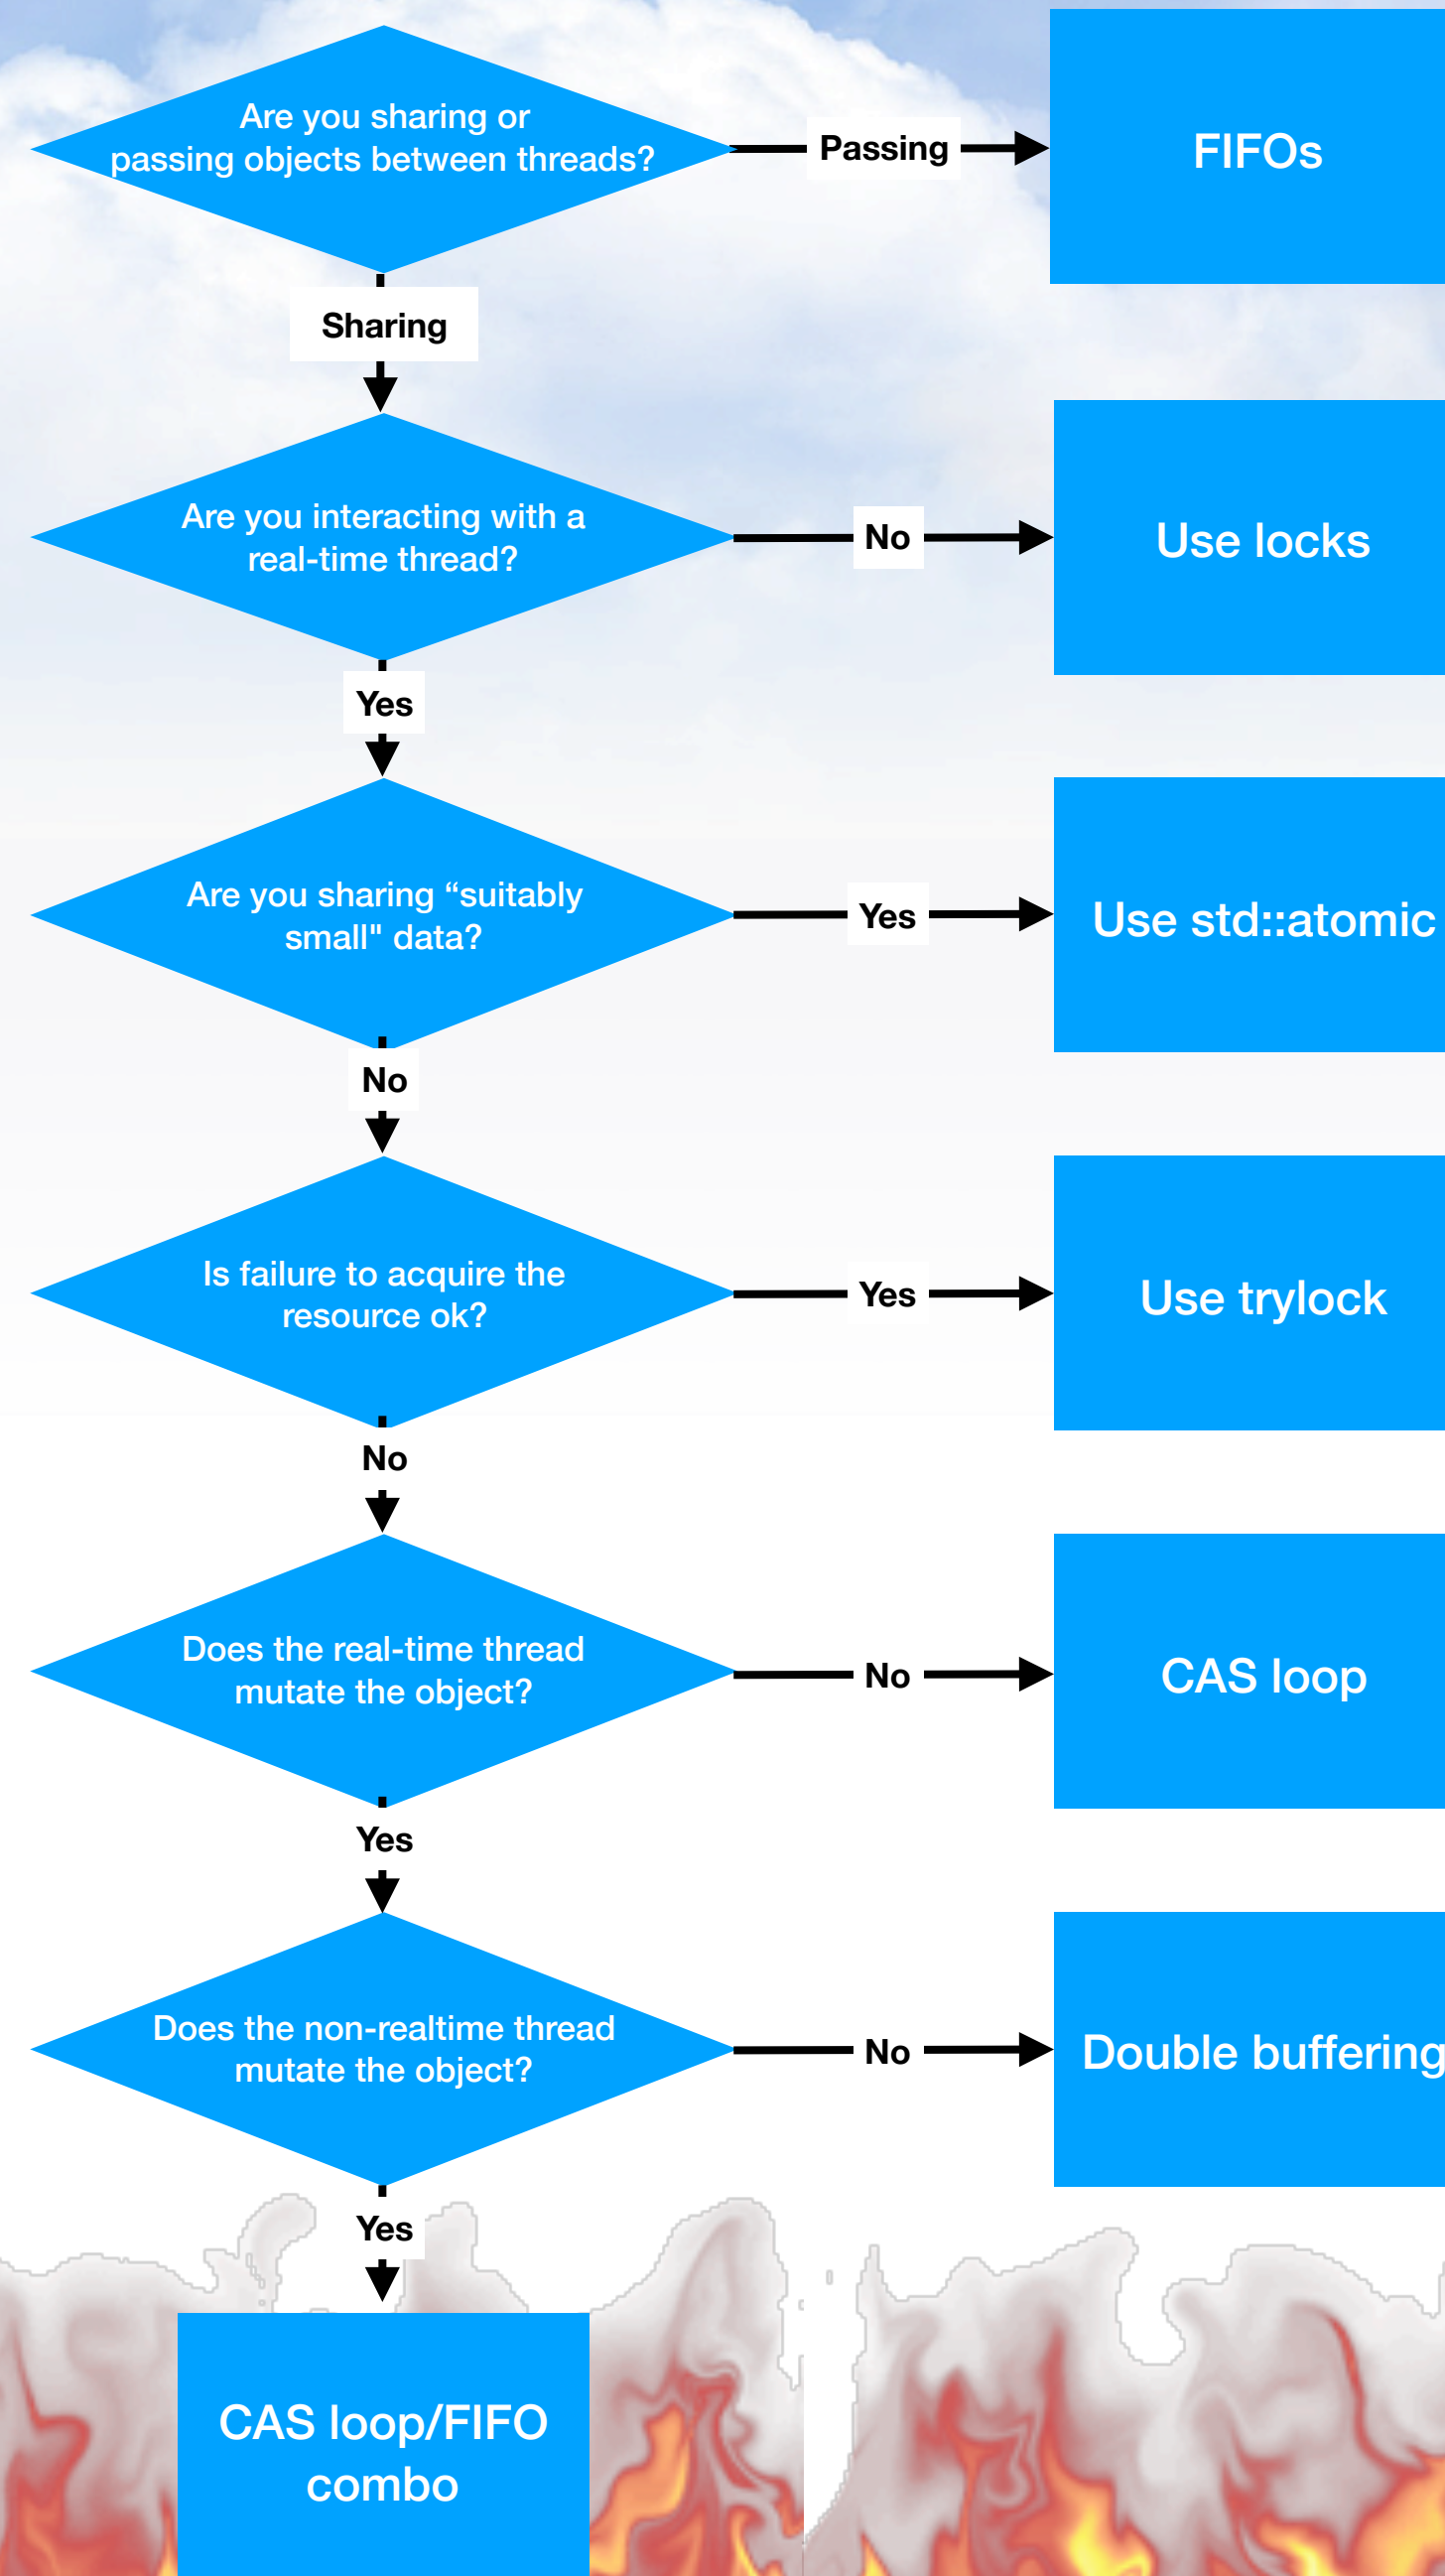 Are you sharing or
passing objects between threads?
Passing
FIFOs
Sharing
Are you interacting with a
real-time thread?
No
Use locks
Yes
Are you sharing “suitably
small" data?
Yes
Use std::atomic
No
Is failure to acquire the
resource ok?
Yes
Use trylock
No
Does the real-time thread
mutate the object?
No
CAS loop
Yes
Does the non-realtime thread
mutate the object?
No
Double buffering
Yes
CAS loop/FIFO
combo